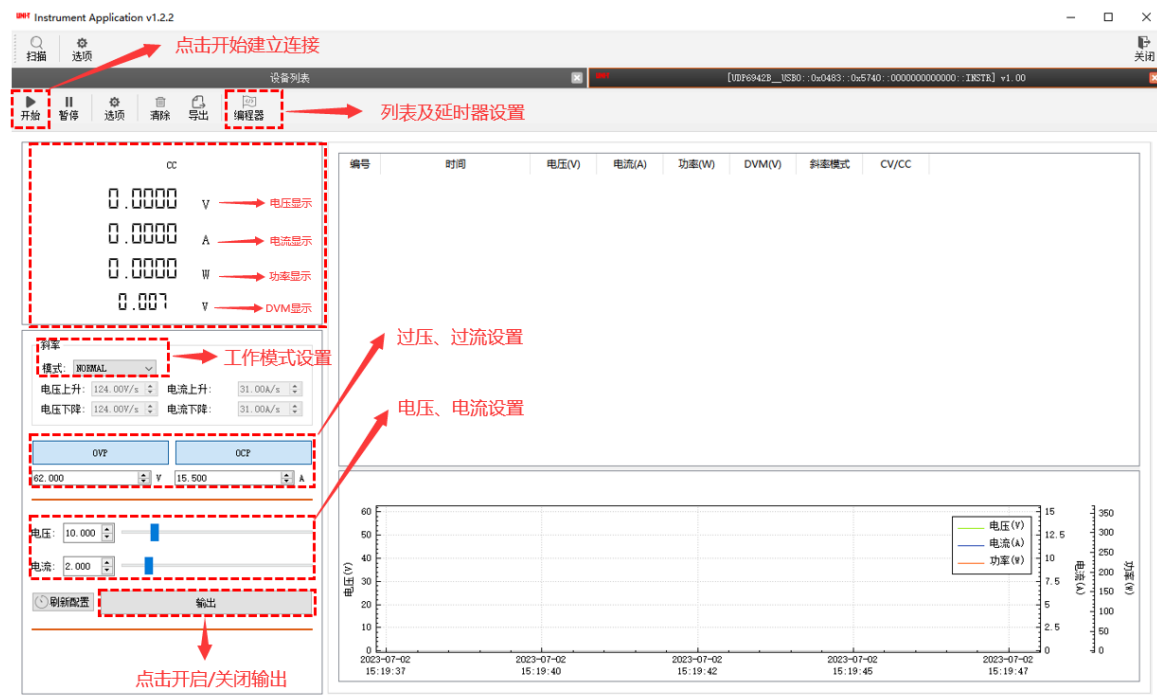 UNI-T Instrument Application v1.2.2
扫描 选项 点击开始建立连接 关闭
设备列表 [UDP6942B__USB0::0x0483::0x5740::0000000000000::INSTR] v1.00
开始 暂停 选项 清除 导出 编程器 列表及延时器设置
CC
0.0000 V 电压显示
0.0000 A 电流显示
0.0000 W 功率显示
0.007 V DVM显示
斜率
模式: NORMAL 工作模式设置
电压上升: 124.00V/s 电流上升: 31.00A/s
电压下降: 124.00V/s 电流下降: 31.00A/s
过压、过流设置
OVP OCP
62.000 V 15.500 A
电压、电流设置
电压: 10.000
电流: 2.000
刷新配置 输出
点击开启/关闭输出
编号 时间 电压(V) 电流(A) 功率(W) DVM(V) 斜率模式 CV/CC
电压(V)
60
50
40
30
20
10
0
电压(V)
电流(A)
功率(W)
15
12.5
10
7.5
5
2.5
0
电流(A)
350
300
250
200
150
100
50
0
功率(W)
2023-07-02 2023-07-02 2023-07-02 2023-07-02 2023-07-02
15:19:37 15:19:40 15:19:42 15:19:45 15:19:47